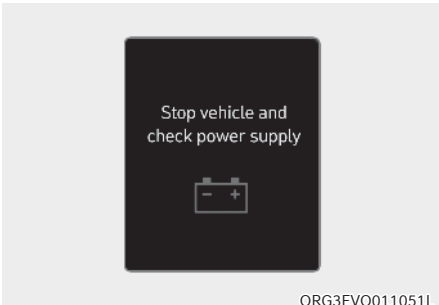 Stop vehicle and
check power supply
- +
ORG3EVQ011051L